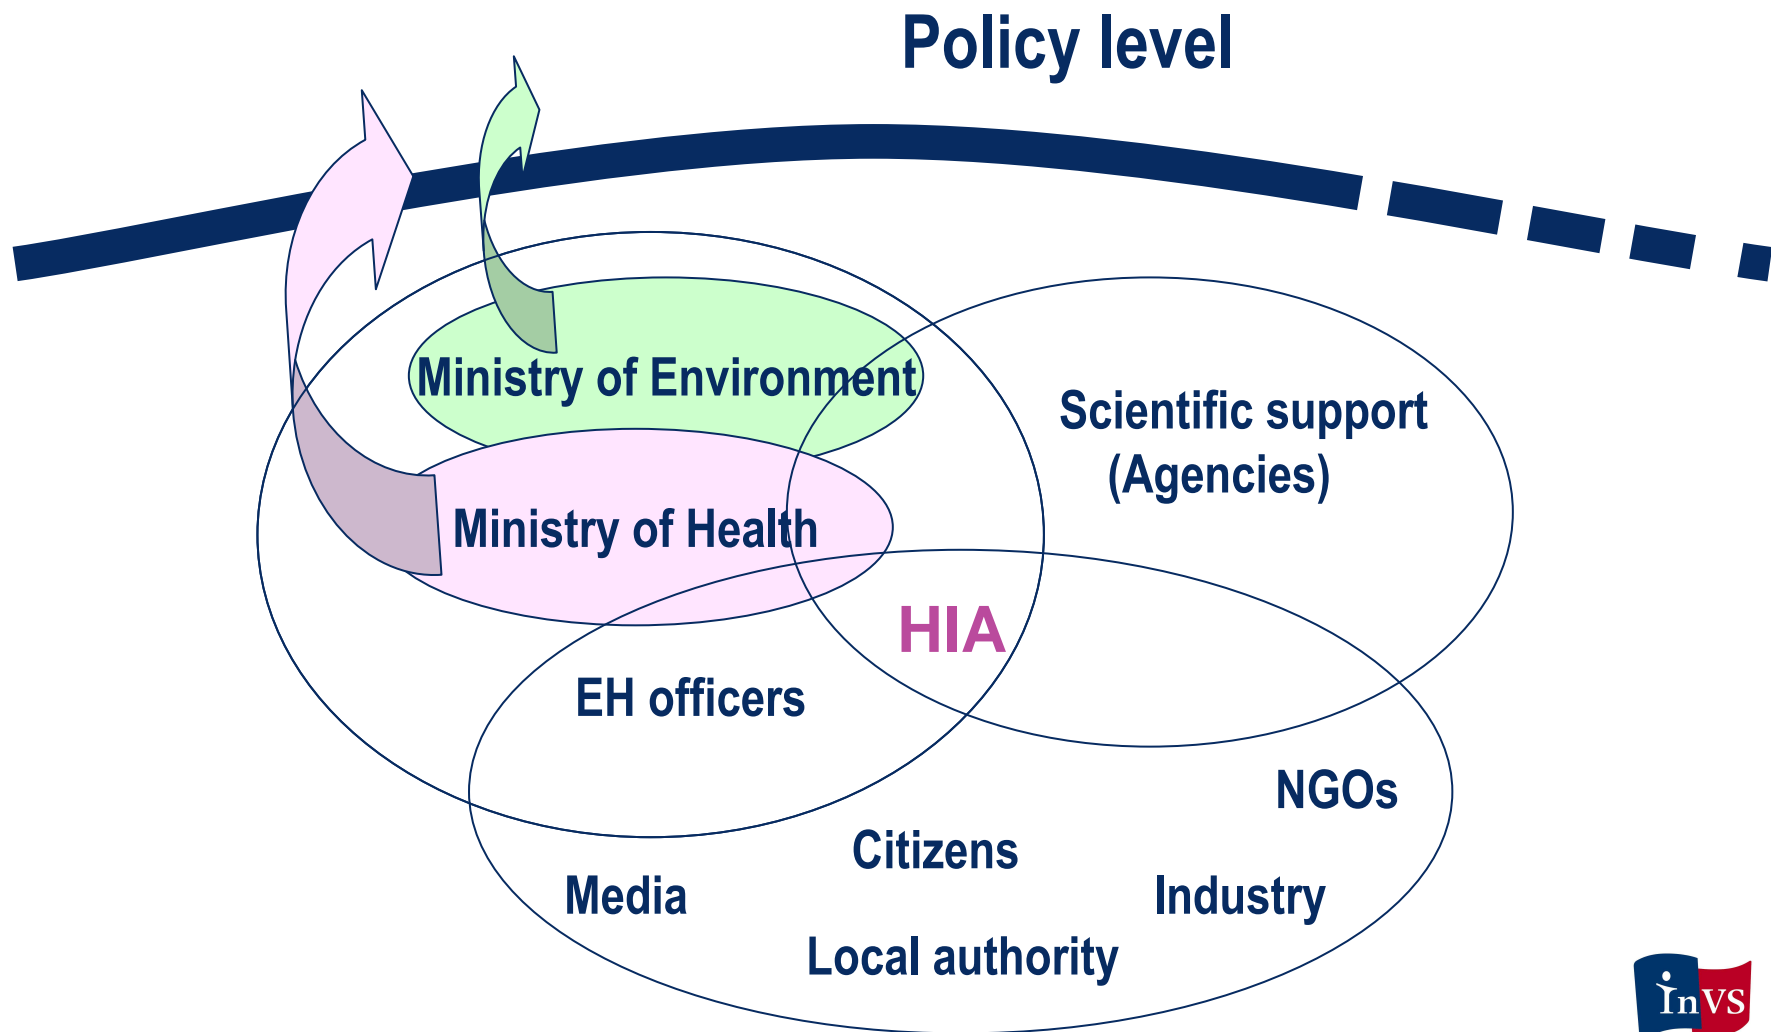 Policy level
Ministry of Environment
Scientific support
(Agencies)
Ministry of Health
HIA
EH officers
NGOs
Citizens
Media
Industry
Local authority
InVS